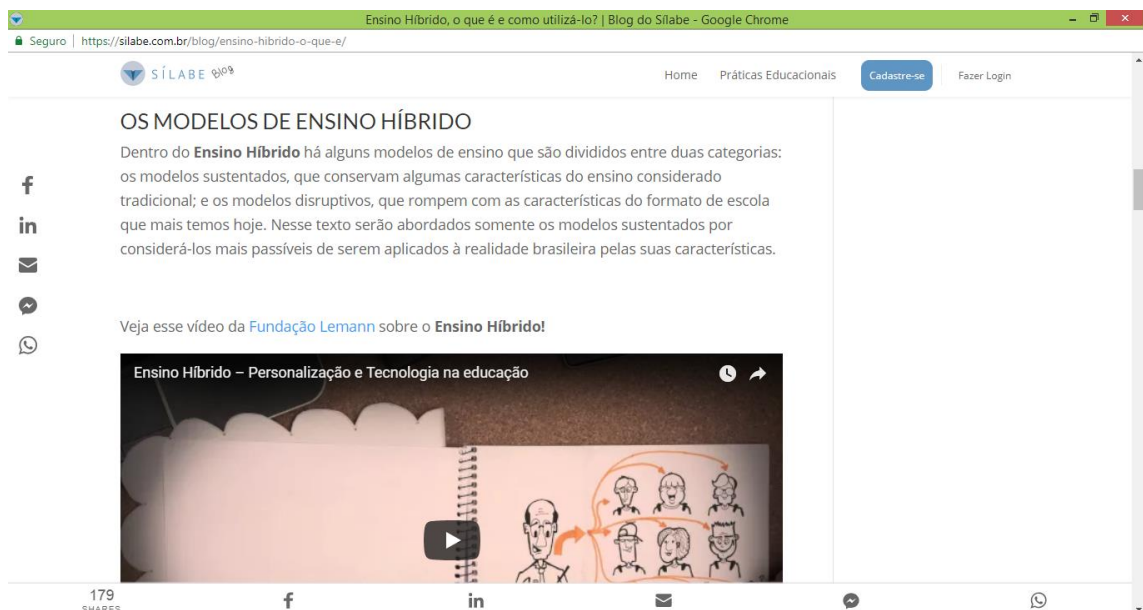 Ensino Híbrido, o que é e como utilizá-lo? | Blog do Sílabe - Google Chrome
Seguro | https://silabe.com.br/blog/ensino-hibrido-o-que-e/
SÍLABE Blog
Home Práticas Educacionais Cadastre-se Fazer Login
OS MODELOS DE ENSINO HÍBRIDO
Dentro do Ensino Híbrido há alguns modelos de ensino que são divididos entre duas categorias:
os modelos sustentados, que conservam algumas características do ensino considerado
tradicional; e os modelos disruptivos, que rompem com as características do formato de escola
que mais temos hoje. Nesse texto serão abordados somente os modelos sustentados por
considerá-los mais passíveis de serem aplicados à realidade brasileira pelas suas características.
Veja esse vídeo da Fundação Lemann sobre o Ensino Híbrido!
Ensino Híbrido – Personalização e Tecnologia na educação
179
SHARES